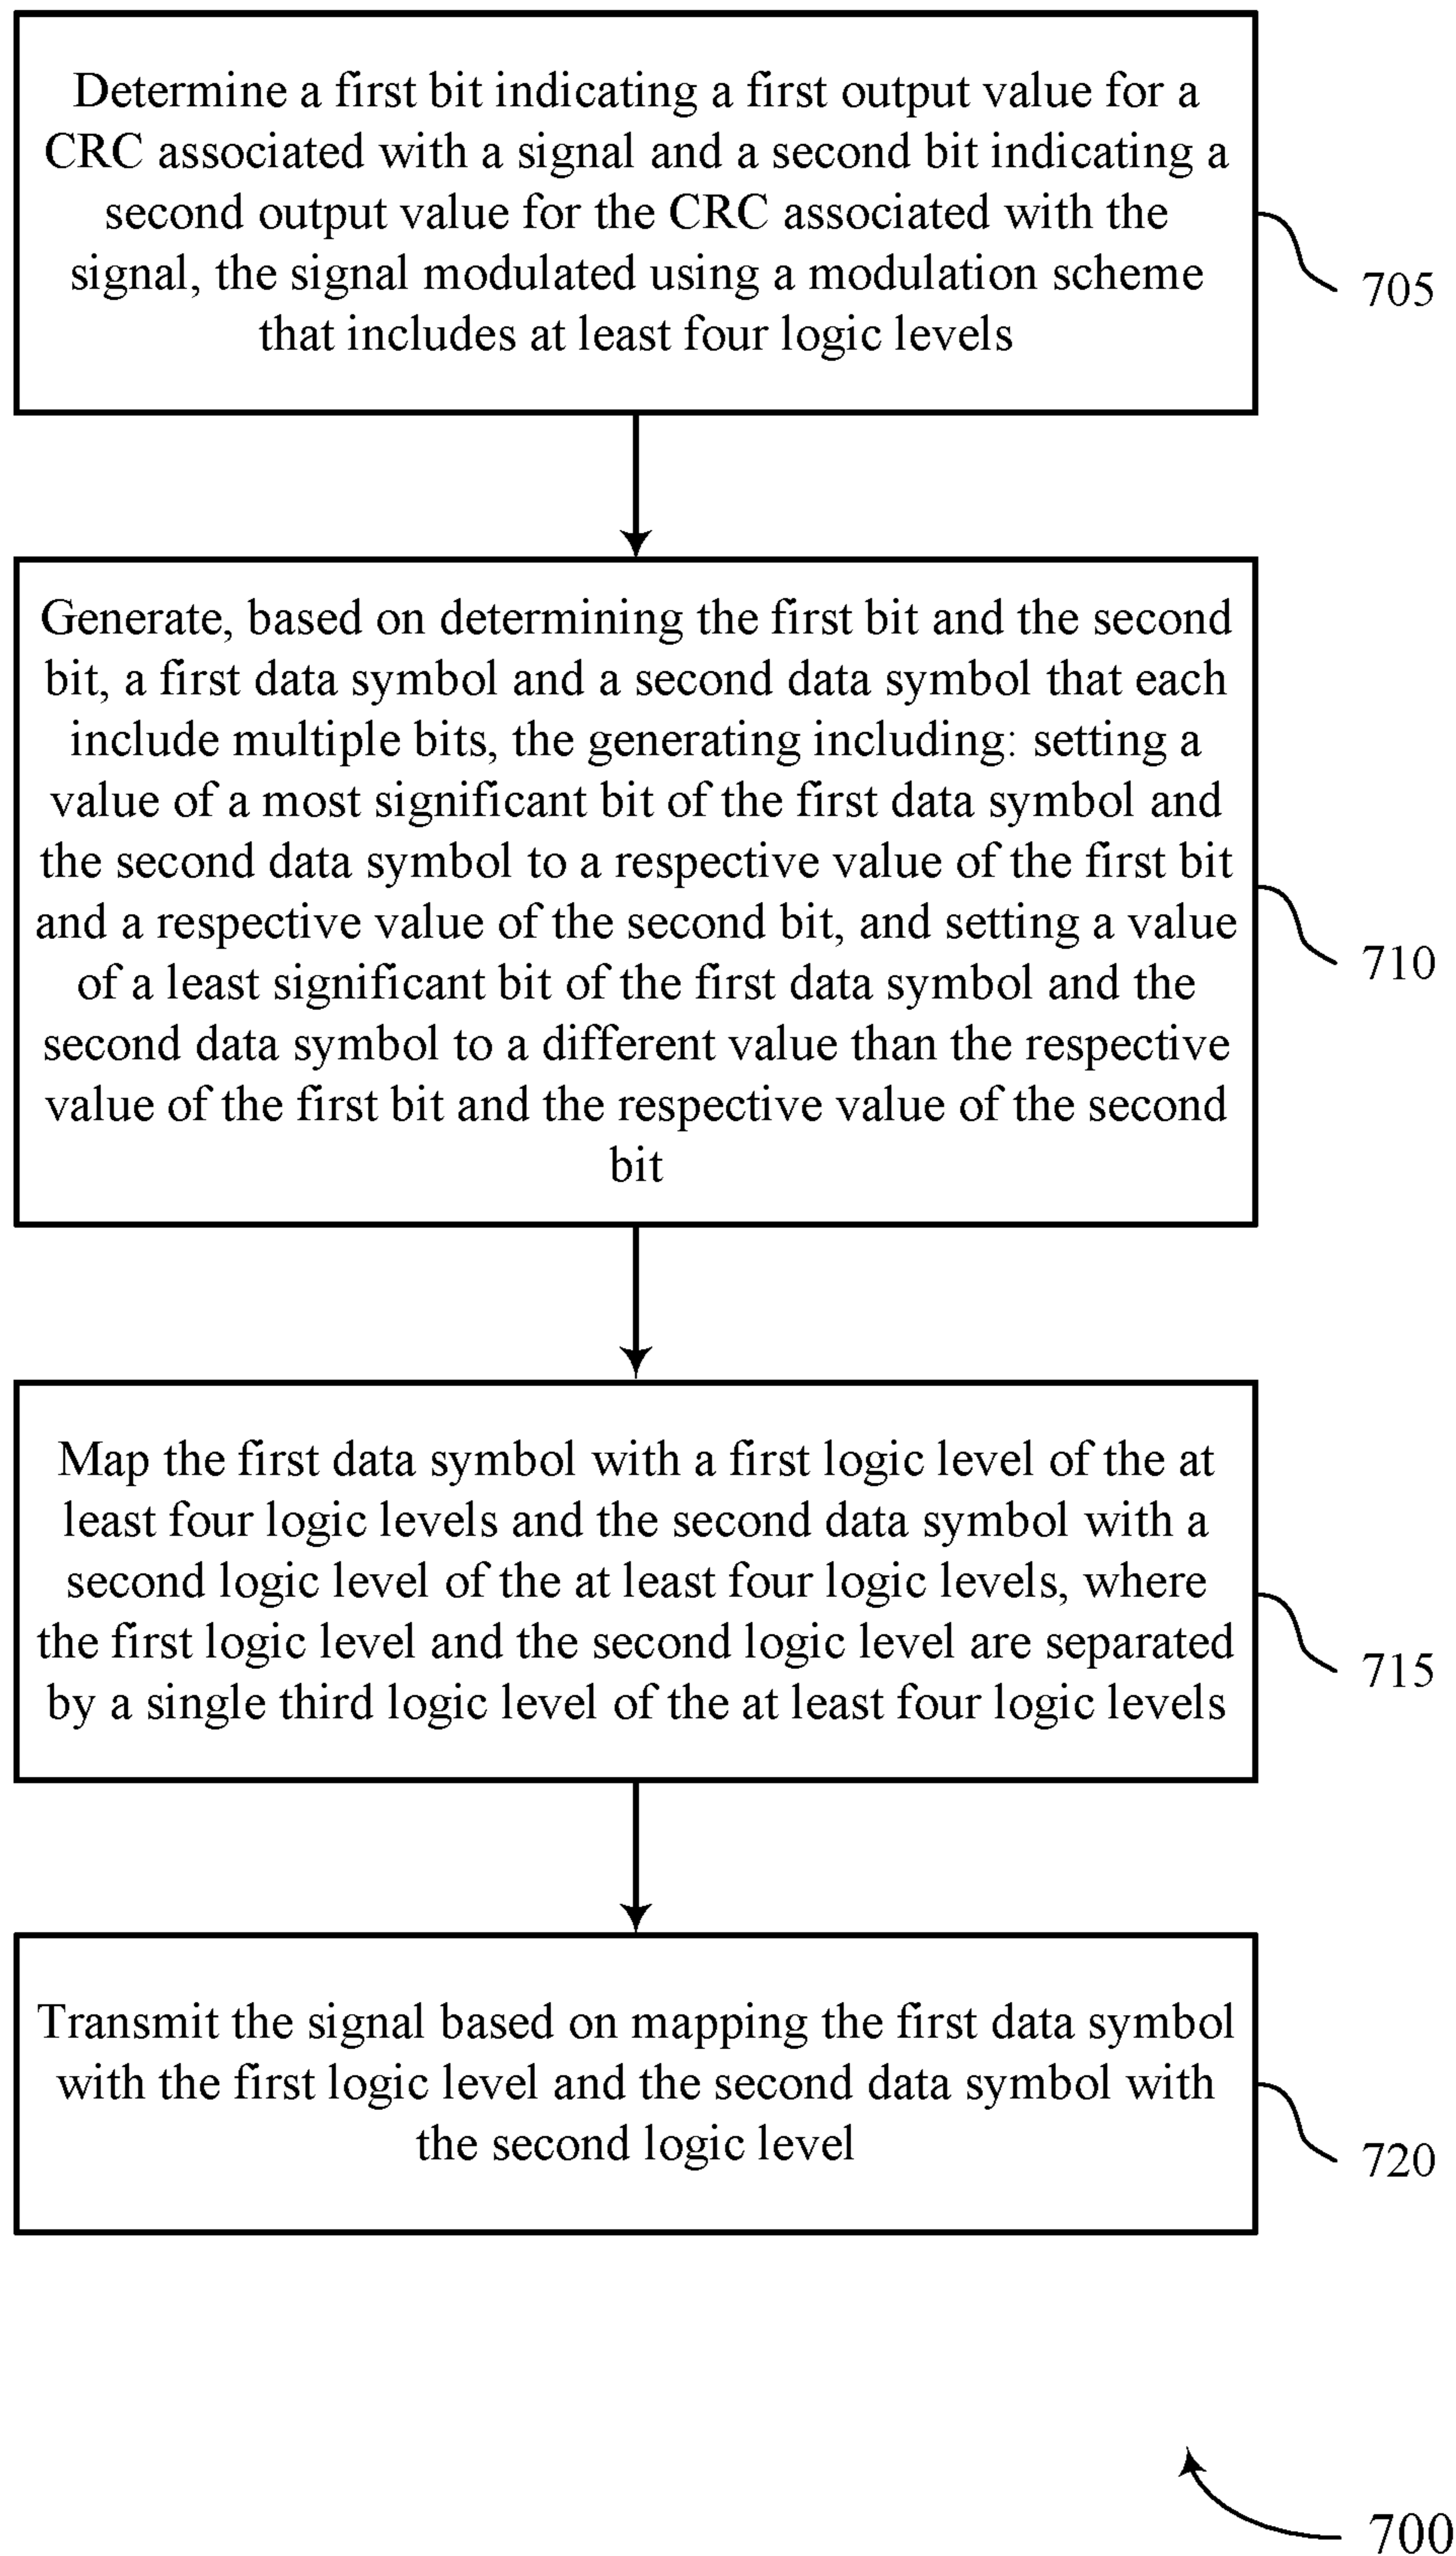 Determine a first bit indicating a first output value for a
CRC associated with a signal and a second bit indicating a
second output value for the CRC associated with the
signal, the signal modulated using a modulation scheme
that includes at least four logic levels
705
Generate, based on determining the first bit and the second
bit, a first data symbol and a second data symbol that each
include multiple bits, the generating including: setting a
value of a most significant bit of the first data symbol and
the second data symbol to a respective value of the first bit
and a respective value of the second bit, and setting a value
of a least significant bit of the first data symbol and the
second data symbol to a different value than the respective
value of the first bit and the respective value of the second
bit
710
Map the first data symbol with a first logic level of the at
least four logic levels and the second data symbol with a
second logic level of the at least four logic levels, where
the first logic level and the second logic level are separated
by a single third logic level of the at least four logic levels
715
Transmit the signal based on mapping the first data symbol
with the first logic level and the second data symbol with
the second logic level
720
700